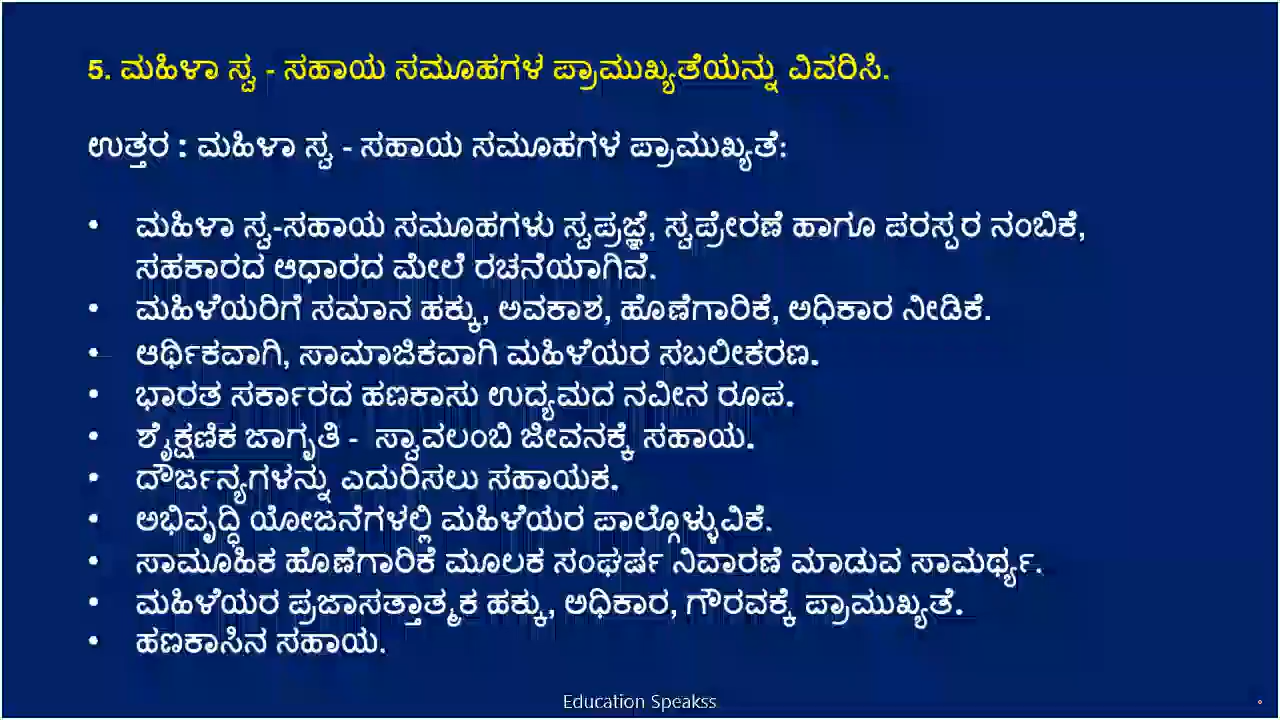 5. ಮಹಿಳಾ ಸ್ವ - ಸಹಾಯ ಸಮೂಹಗಳ ಪ್ರಾಮುಖ್ಯತೆಯನ್ನು ವಿವರಿಸಿ.
ಉತ್ತರ : ಮಹಿಳಾ ಸ್ವ - ಸಹಾಯ ಸಮೂಹಗಳ ಪ್ರಾಮುಖ್ಯತೆ:
• ಮಹಿಳಾ ಸ್ವ-ಸಹಾಯ ಸಮೂಹಗಳು ಸ್ವಪ್ರಜ್ಞೆ, ಸ್ವಪ್ರೇರಣೆ ಹಾಗೂ ಪರಸ್ಪರ ನಂಬಿಕೆ,
ಸಹಕಾರದ ಆಧಾರದ ಮೇಲೆ ರಚನೆಯಾಗಿವೆ.
• ಮಹಿಳೆಯರಿಗೆ ಸಮಾನ ಹಕ್ಕು, ಅವಕಾಶ, ಹೊಣೆಗಾರಿಕೆ, ಅಧಿಕಾರ ನೀಡಿಕೆ.
• ಆರ್ಥಿಕವಾಗಿ, ಸಾಮಾಜಿಕವಾಗಿ ಮಹಿಳೆಯರ ಸಬಲೀಕರಣ.
• ಭಾರತ ಸರ್ಕಾರದ ಹಣಕಾಸು ಉದ್ಯಮದ ನವೀನ ರೂಪ.
• ಶೈಕ್ಷಣಿಕ ಜಾಗೃತಿ - ಸ್ವಾವಲಂಬಿ ಜೀವನಕ್ಕೆ ಸಹಾಯ.
• ದೌರ್ಜನ್ಯಗಳನ್ನು ಎದುರಿಸಲು ಸಹಾಯಕ.
• ಅಭಿವೃದ್ಧಿ ಯೋಜನೆಗಳಲ್ಲಿ ಮಹಿಳೆಯರ ಪಾಲ್ಗೊಳ್ಳುವಿಕೆ.
• ಸಾಮೂಹಿಕ ಹೊಣೆಗಾರಿಕೆ ಮೂಲಕ ಸಂಘರ್ಷ ನಿವಾರಣೆ ಮಾಡುವ ಸಾಮರ್ಥ್ಯ.
• ಮಹಿಳೆಯರ ಪ್ರಜಾಸತ್ತಾತ್ಮಕ ಹಕ್ಕು, ಅಧಿಕಾರ, ಗೌರವಕ್ಕೆ ಪ್ರಾಮುಖ್ಯತೆ.
• ಹಣಕಾಸಿನ ಸಹಾಯ.
Education Speakss